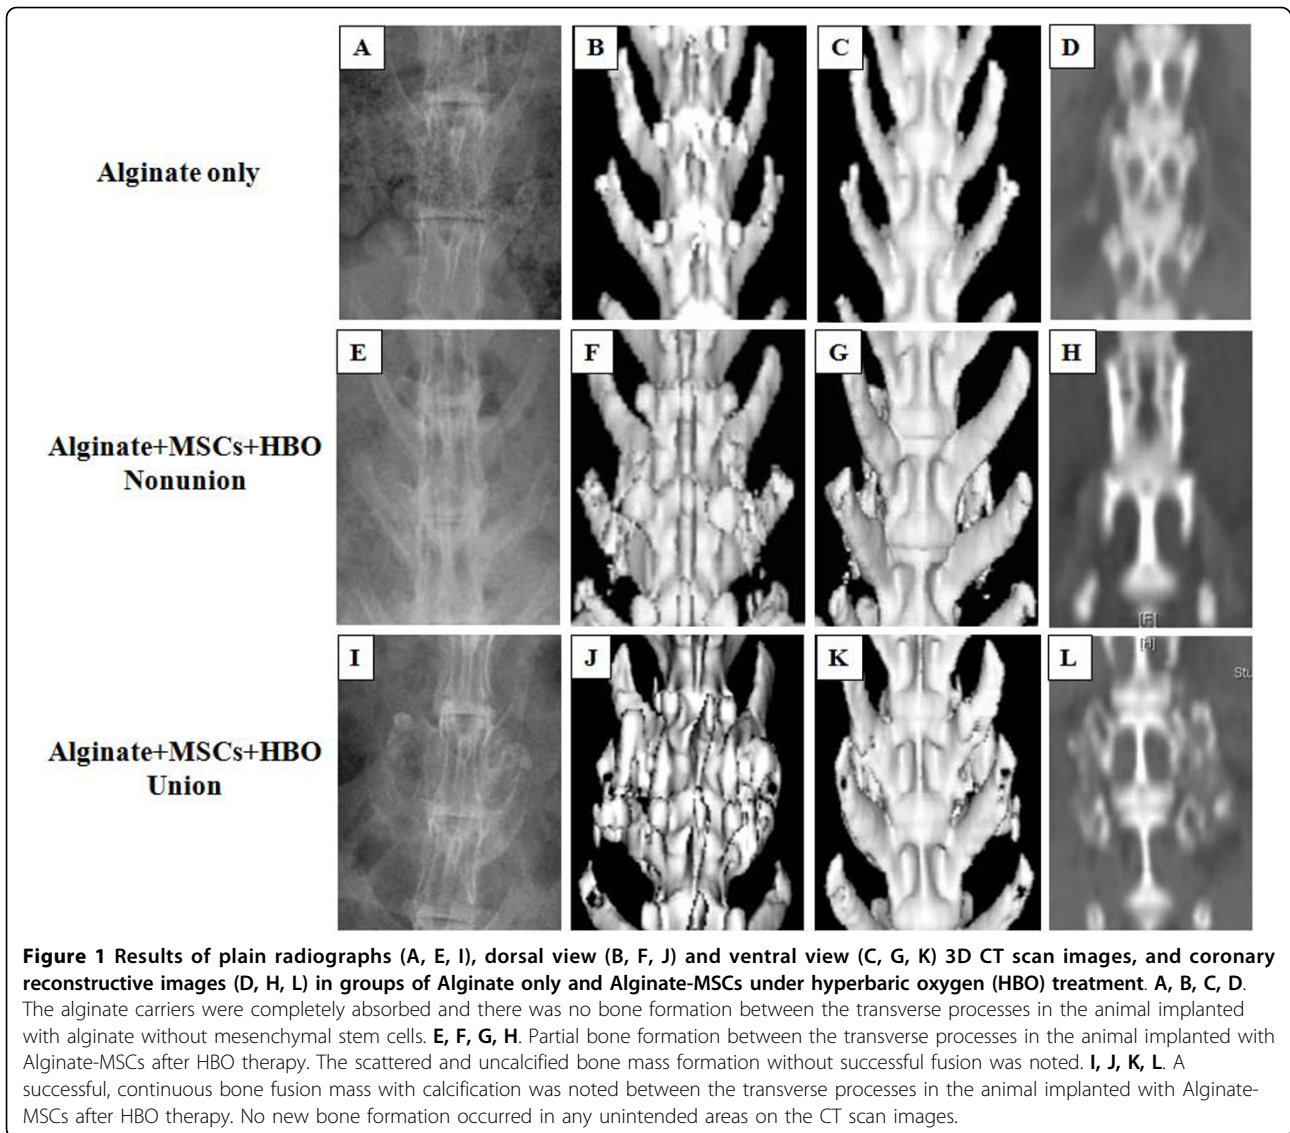 A
B
C
D
Alginate only
E
F
G
H
Alginate+MSCs+HBO
Nonunion
[F]
I
J
K
L
[H]
Stu
Alginate+MSCs+HBO
Union
Figure 1 Results of plain radiographs (A, E, I), dorsal view (B, F, J) and ventral view (C, G, K) 3D CT scan images, and coronary
reconstructive images (D, H, L) in groups of Alginate only and Alginate-MSCs under hyperbaric oxygen (HBO) treatment. A, B, C, D.
The alginate carriers were completely absorbed and there was no bone formation between the transverse processes in the animal implanted
with alginate without mesenchymal stem cells. E, F, G, H. Partial bone formation between the transverse processes in the animal implanted with
Alginate-MSCs after HBO therapy. The scattered and uncalcified bone mass formation without successful fusion was noted. I, J, K, L. A
successful, continuous bone fusion mass with calcification was noted between the transverse processes in the animal implanted with Alginate-
MSCs after HBO therapy. No new bone formation occurred in any unintended areas on the CT scan images.